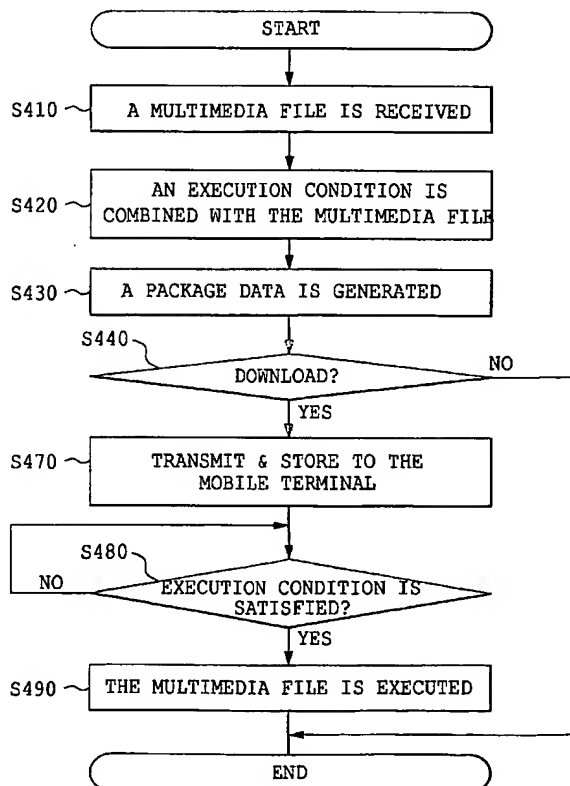 START
S410
A MULTIMEDIA FILE IS RECEIVED
S420
AN EXECUTION CONDITION IS
COMBINED WITH THE MULTIMEDIA FILE
S430
A PACKAGE DATA IS GENERATED
S440
DOWNLOAD?
NO
YES
S470
TRANSMIT & STORE TO THE
MOBILE TERMINAL
S480
NO
EXECUTION CONDITION IS
SATISFIED?
YES
S490
THE MULTIMEDIA FILE IS EXECUTED
END